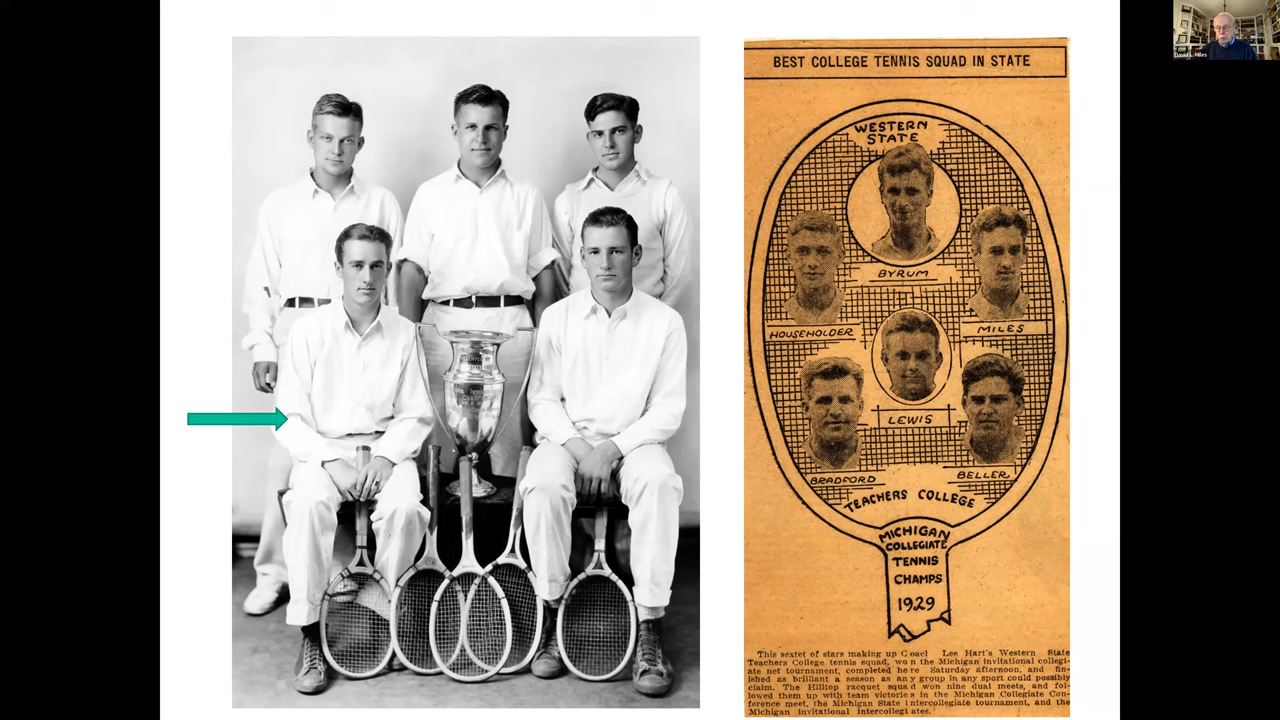 BEST COLLEGE TENNIS SQUAD IN STATE
WESTERN
STATE
BYRUM
HOUSEHOLDER
MILES
LEWIS
BRADFORD
BELLER
TEACHERS COLLEGE
MICHIGAN
COLLEGIATE
TENNIS
CHAMPS
1929
This sextet of stars making up Coacl Lee Hart's Western State
Teachers College tennis squad, won the Michigan invitational collegi-
ate net tournament, completed here Saturday afternoon, and fin-
ished as brilliant a season as any group in any sport could possibly
claim. The Hilltop racquet squad won nine dual meets, and fol-
lowed them up with team victories in the Michigan Collegiate Con-
ference meet, the Michigan State intercollegiate tournament, and the
Michigan Invitational intercollegiates.
David L. Miles